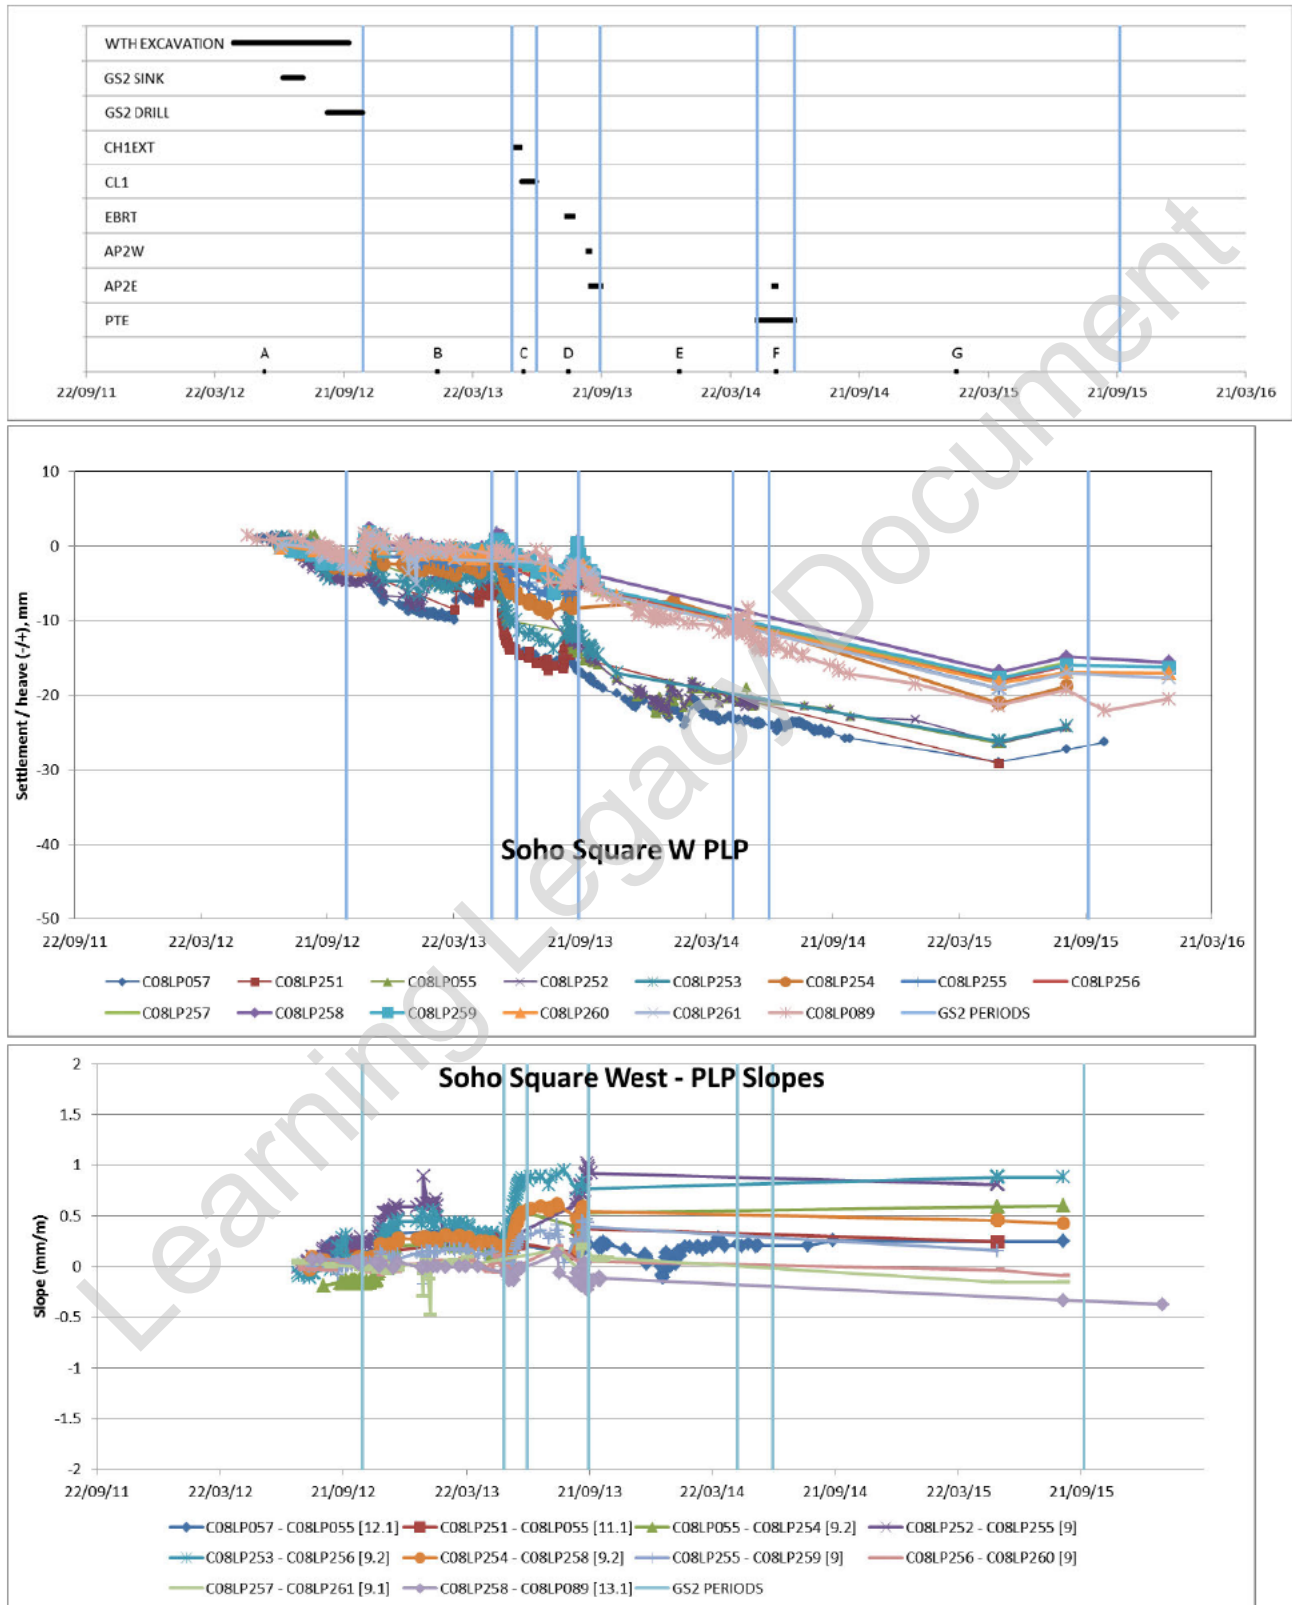 WTH EXCAVATION
GS2 SINK
GS2 DRILL
CH1EXT
CL1
EBRT
AP2W
AP2E
PTE
A B C D E F G
22/09/11 22/03/12 21/09/12 22/03/13 21/09/13 22/03/14 21/09/14 22/03/15 21/09/15 21/03/16
10
0
-10
-20
-30
-40
-50
Settlement / heave (-/+), mm
Soho Square W PLP
22/09/11 22/03/12 21/09/12 22/03/13 21/09/13 22/03/14 21/09/14 22/03/15 21/09/15 21/03/16
C08LP057 C08LP251 C08LP055 C08LP252 C08LP253 C08LP254 C08LP255 C08LP256
C08LP257 C08LP258 C08LP259 C08LP260 C08LP261 C08LP089 GS2 PERIODS
Soho Square West - PLP Slopes
2
1.5
1
0.5
0
-0.5
-1
-1.5
-2
Slope (mm/m)
22/09/11 22/03/12 21/09/12 22/03/13 21/09/13 22/03/14 21/09/14 22/03/15 21/09/15
C08LP057 - C08LP055 [12.1] C08LP251 - C08LP055 [11.1] C08LP055 - C08LP254 [9.2] C08LP252 - C08LP255 [9]
C08LP253 - C08LP256 [9.2] C08LP254 - C08LP258 [9.2] C08LP255 - C08LP259 [9] C08LP256 - C08LP260 [9]
C08LP257 - C08LP261 [9.1] C08LP258 - C08LP089 [13.1] GS2 PERIODS
Learning Legacy Document